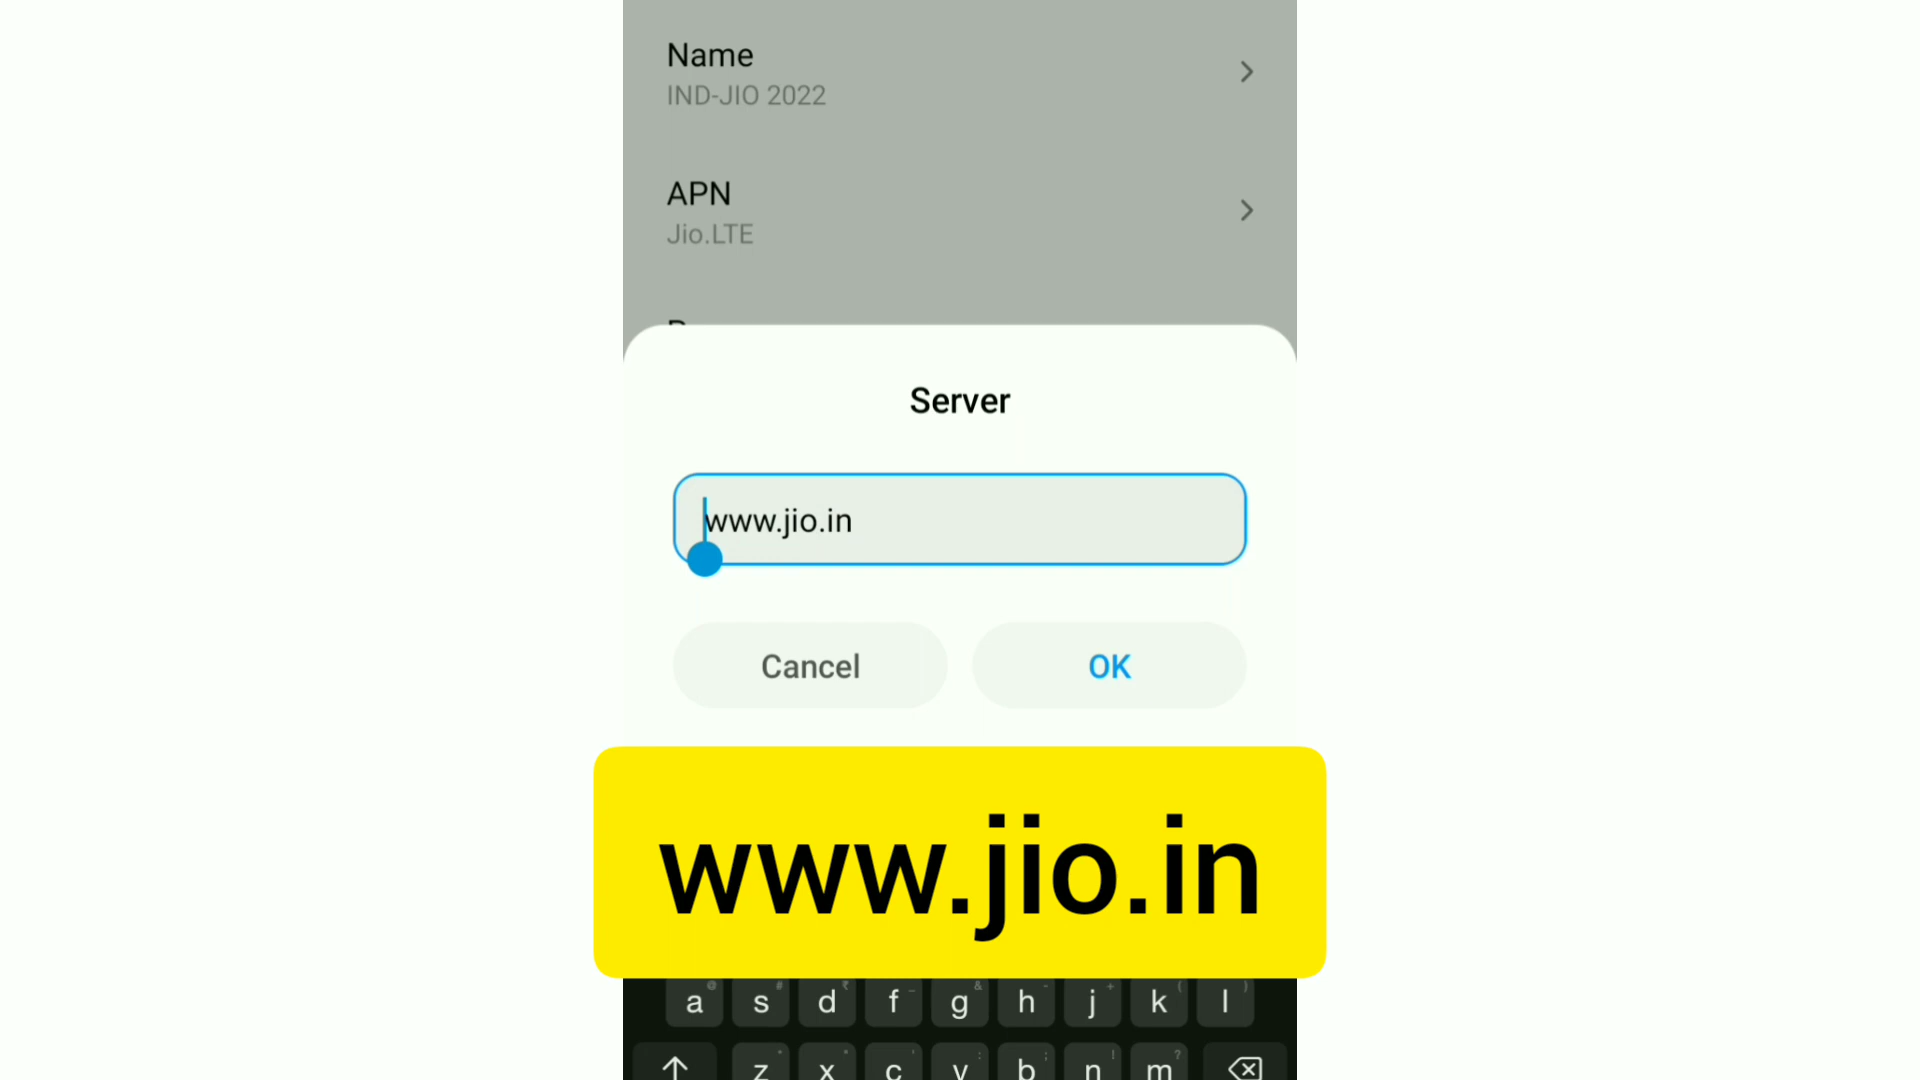 Name
IND-JIO 2022
APN
Jio.LTE
Server
www.jio.in
Cancel
OK
www.jio.in
a s d f g h j k l
z x c v b n m